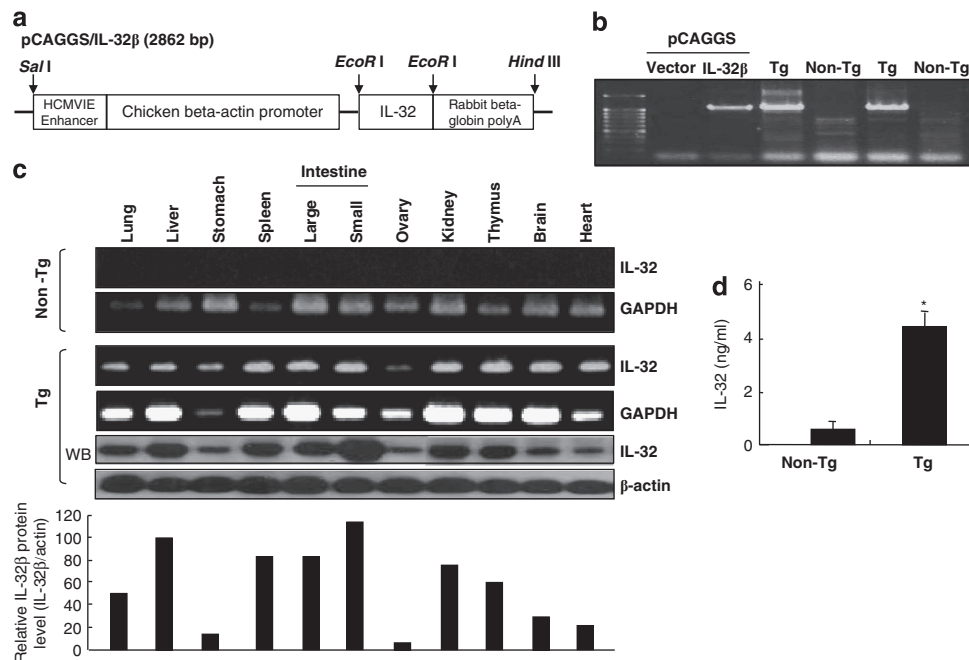 a
pCAGGS/IL-32β (2862 bp)
Sal I
EcoR I
EcoR I
Hind III
HCMVIE
Enhancer
Chicken beta-actin promoter
IL-32
Rabbit beta-
globin polyA
b
pCAGGS
Vector IL-32β Tg Non-Tg Tg Non-Tg
c
Intestine
Lung Liver Stomach Spleen Large Small Ovary Kidney Thymus Brain Heart
Non -Tg
IL-32
GAPDH
Tg
IL-32
GAPDH
WB
IL-32
β-actin
Relative IL-32β protein
level (IL-32β/actin)
120
100
80
60
40
20
0
d
IL-32 (ng/ml)
6
4
2
0
*
Non-Tg
Tg